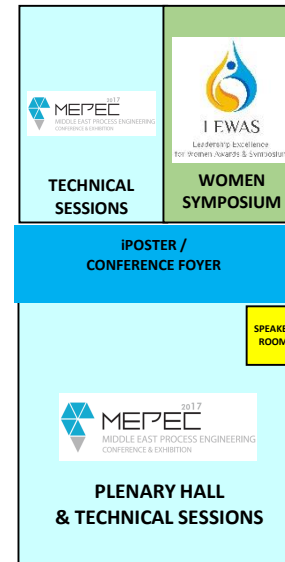 2017
MEPEC
MIDDLE EAST PROCESS ENGINEERING
CONFERENCE & EXHIBITION
TECHNICAL
SESSIONS
LEWAS
Leadership Excellence
for Women Awards & Symposium
WOMEN
SYMPOSIUM
iPOSTER /
CONFERENCE FOYER
SPEAKE
ROOM
2017
MEPEC
MIDDLE EAST PROCESS ENGINEERING
CONFERENCE & EXHIBITION
PLENARY HALL
& TECHNICAL SESSIONS